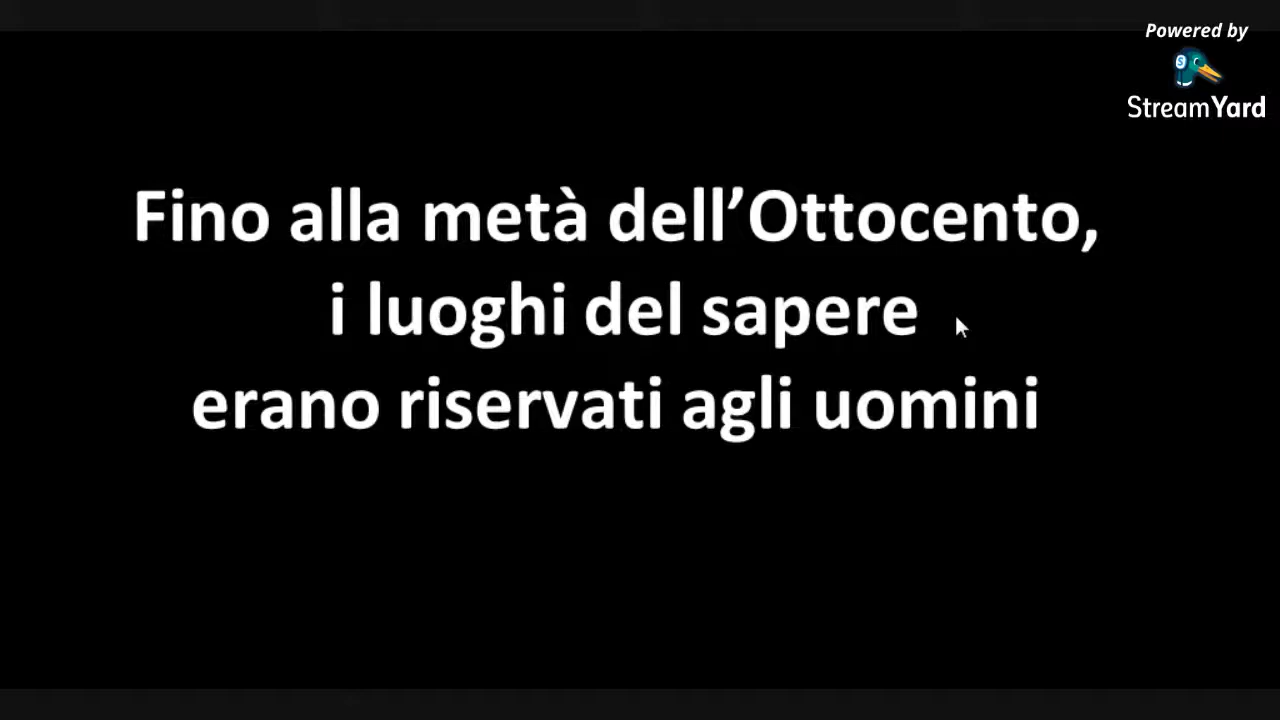 Powered by
StreamYard
Fino alla metà dell’Ottocento,
i luoghi del sapere
erano riservati agli uomini